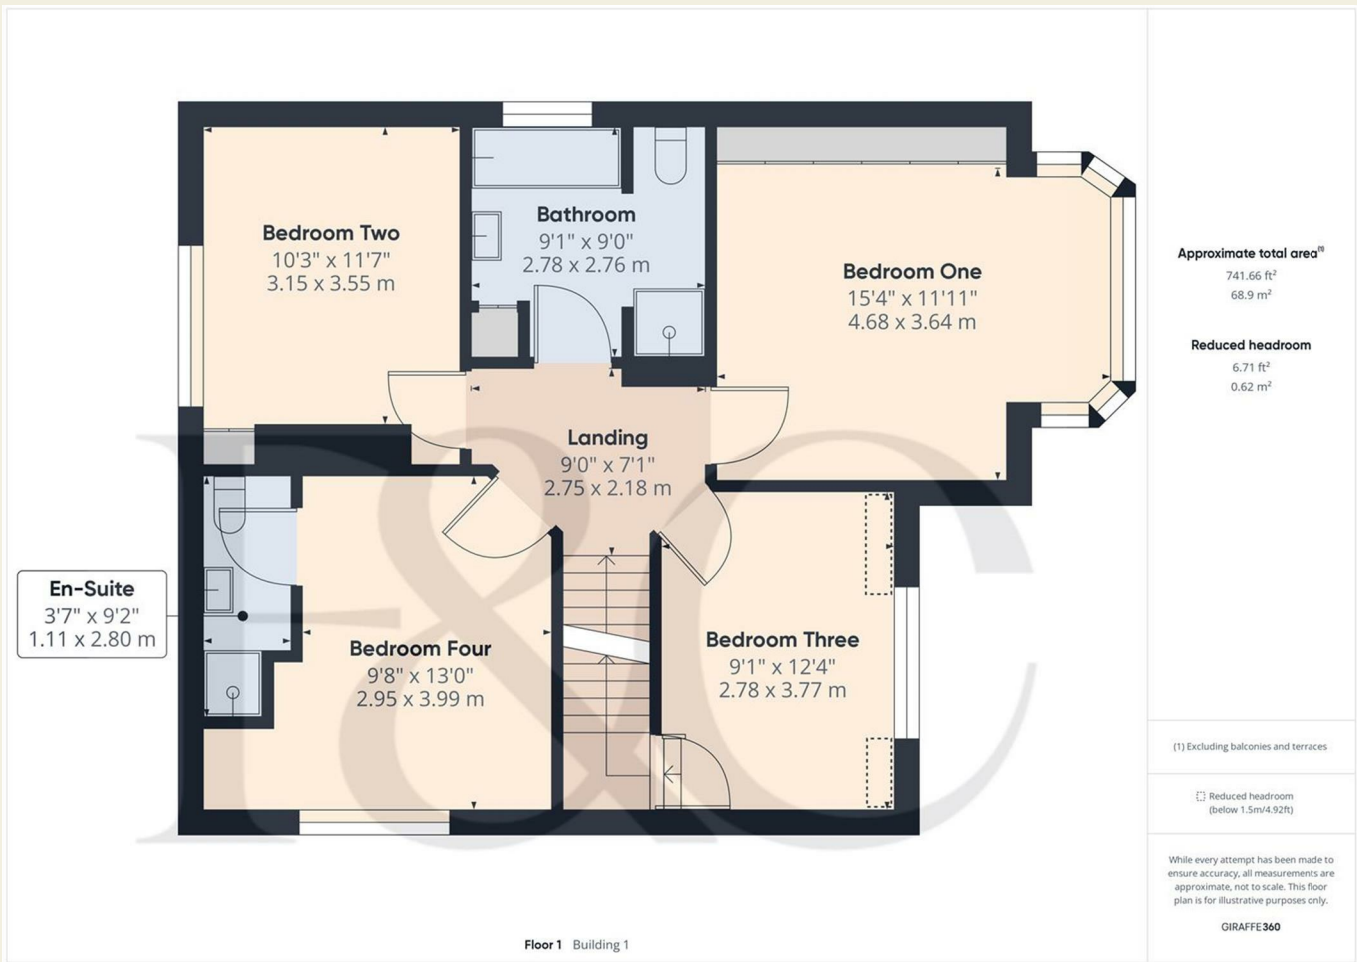 Bedroom Two
10'3" x 11'7"
3.15 x 3.55 m
Bathroom
9'1" x 9'0"
2.78 x 2.76 m
Bedroom One
15'4" x 11'11"
4.68 x 3.64 m
Landing
9'0" x 7'1"
2.75 x 2.18 m
En-Suite
3'7" x 9'2"
1.11 x 2.80 m
Bedroom Four
9'8" x 13'0"
2.95 x 3.99 m
Bedroom Three
9'1" x 12'4"
2.78 x 3.77 m
F&C
Floor 1 Building 1
Approximate total area(1)
741.66 ft²
68.9 m²
Reduced headroom
6.71 ft²
0.62 m²
(1) Excluding balconies and terraces
Reduced headroom
(below 1.5m/4.92ft)
While every attempt has been made to
ensure accuracy, all measurements are
approximate, not to scale. This floor
plan is for illustrative purposes only.
GIRAFFE360